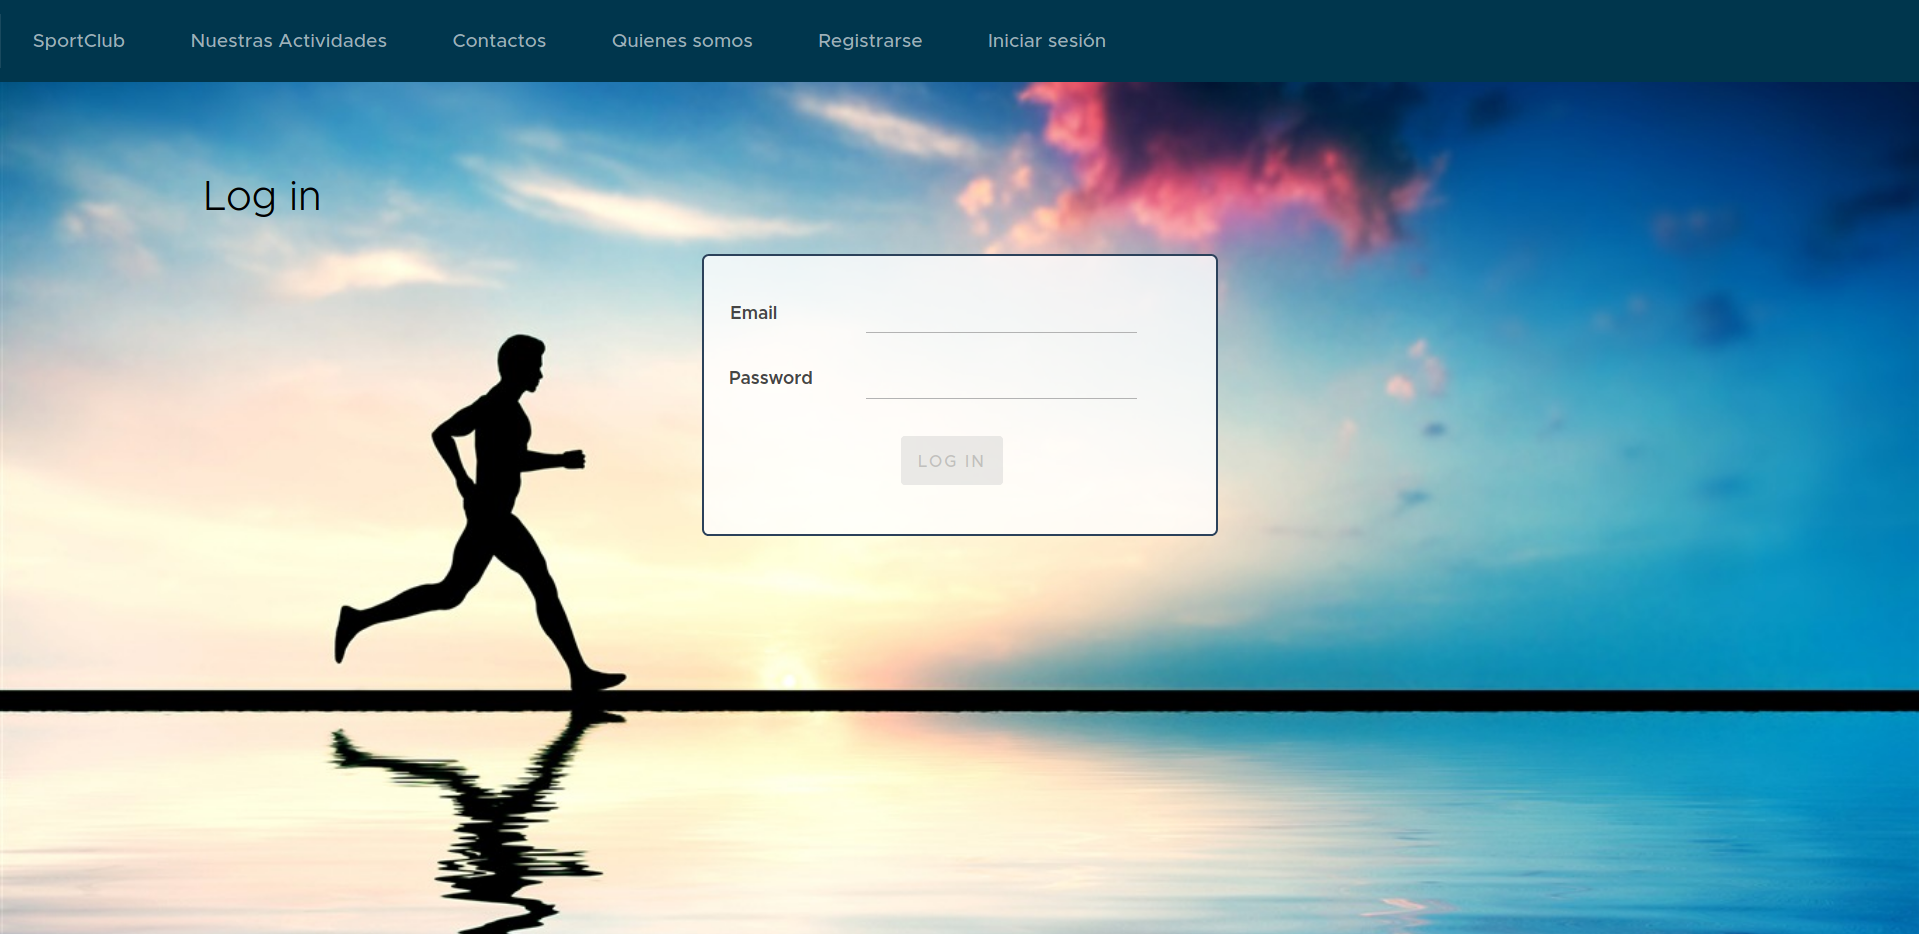 SportClub Nuestras Actividades Contactos Quienes somos Registrarse Iniciar sesión
Log in
Email
Password
LOG IN